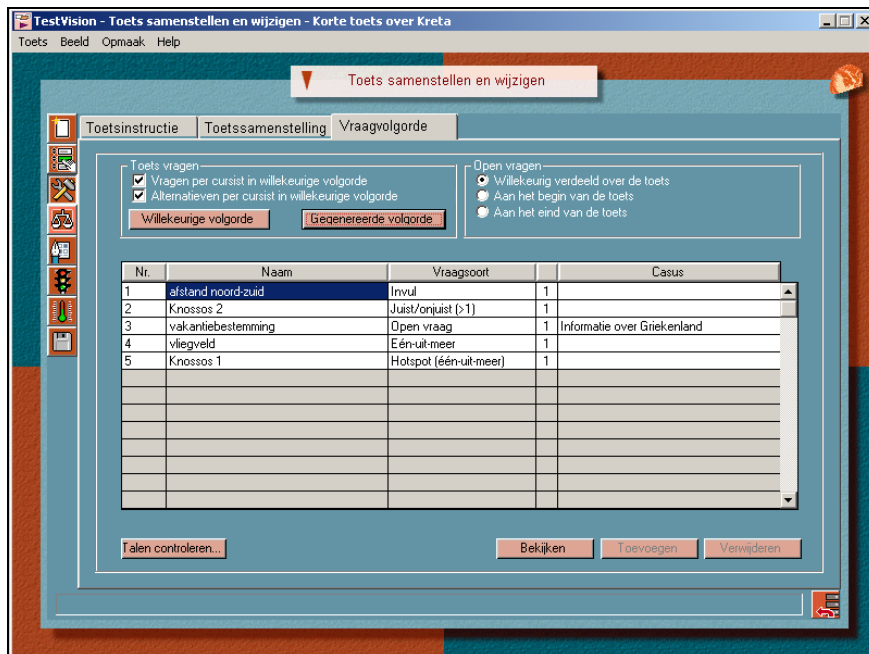 TestVision - Toets samenstellen en wijzigen - Korte toets over Kreta
Toets Beeld Opmaak Help
Toets samenstellen en wijzigen
Toetsinstructie Toetssamenstelling Vraagvolgorde
Toets vragen
Vragen per cursist in willekeurige volgorde
Alternatieven per cursist in willekeurige volgorde
Willekeurige volgorde Gegenereerde volgorde
Open vragen
Willekeurig verdeeld over de toets
Aan het begin van de toets
Aan het eind van de toets
Nr. Naam Vraagsoort Casus
1 afstand noord-zuid Invul 1
2 Knossos 2 Juist/onjuist (>1) 1
3 vakantiebestemming Open vraag 1 Informatie over Griekenland
4 vliegveld Eén-uit-meer 1
5 Knossos 1 Hotspot (één-uit-meer) 1
Talen controleren... Bekijken Toevoegen Verwijderen